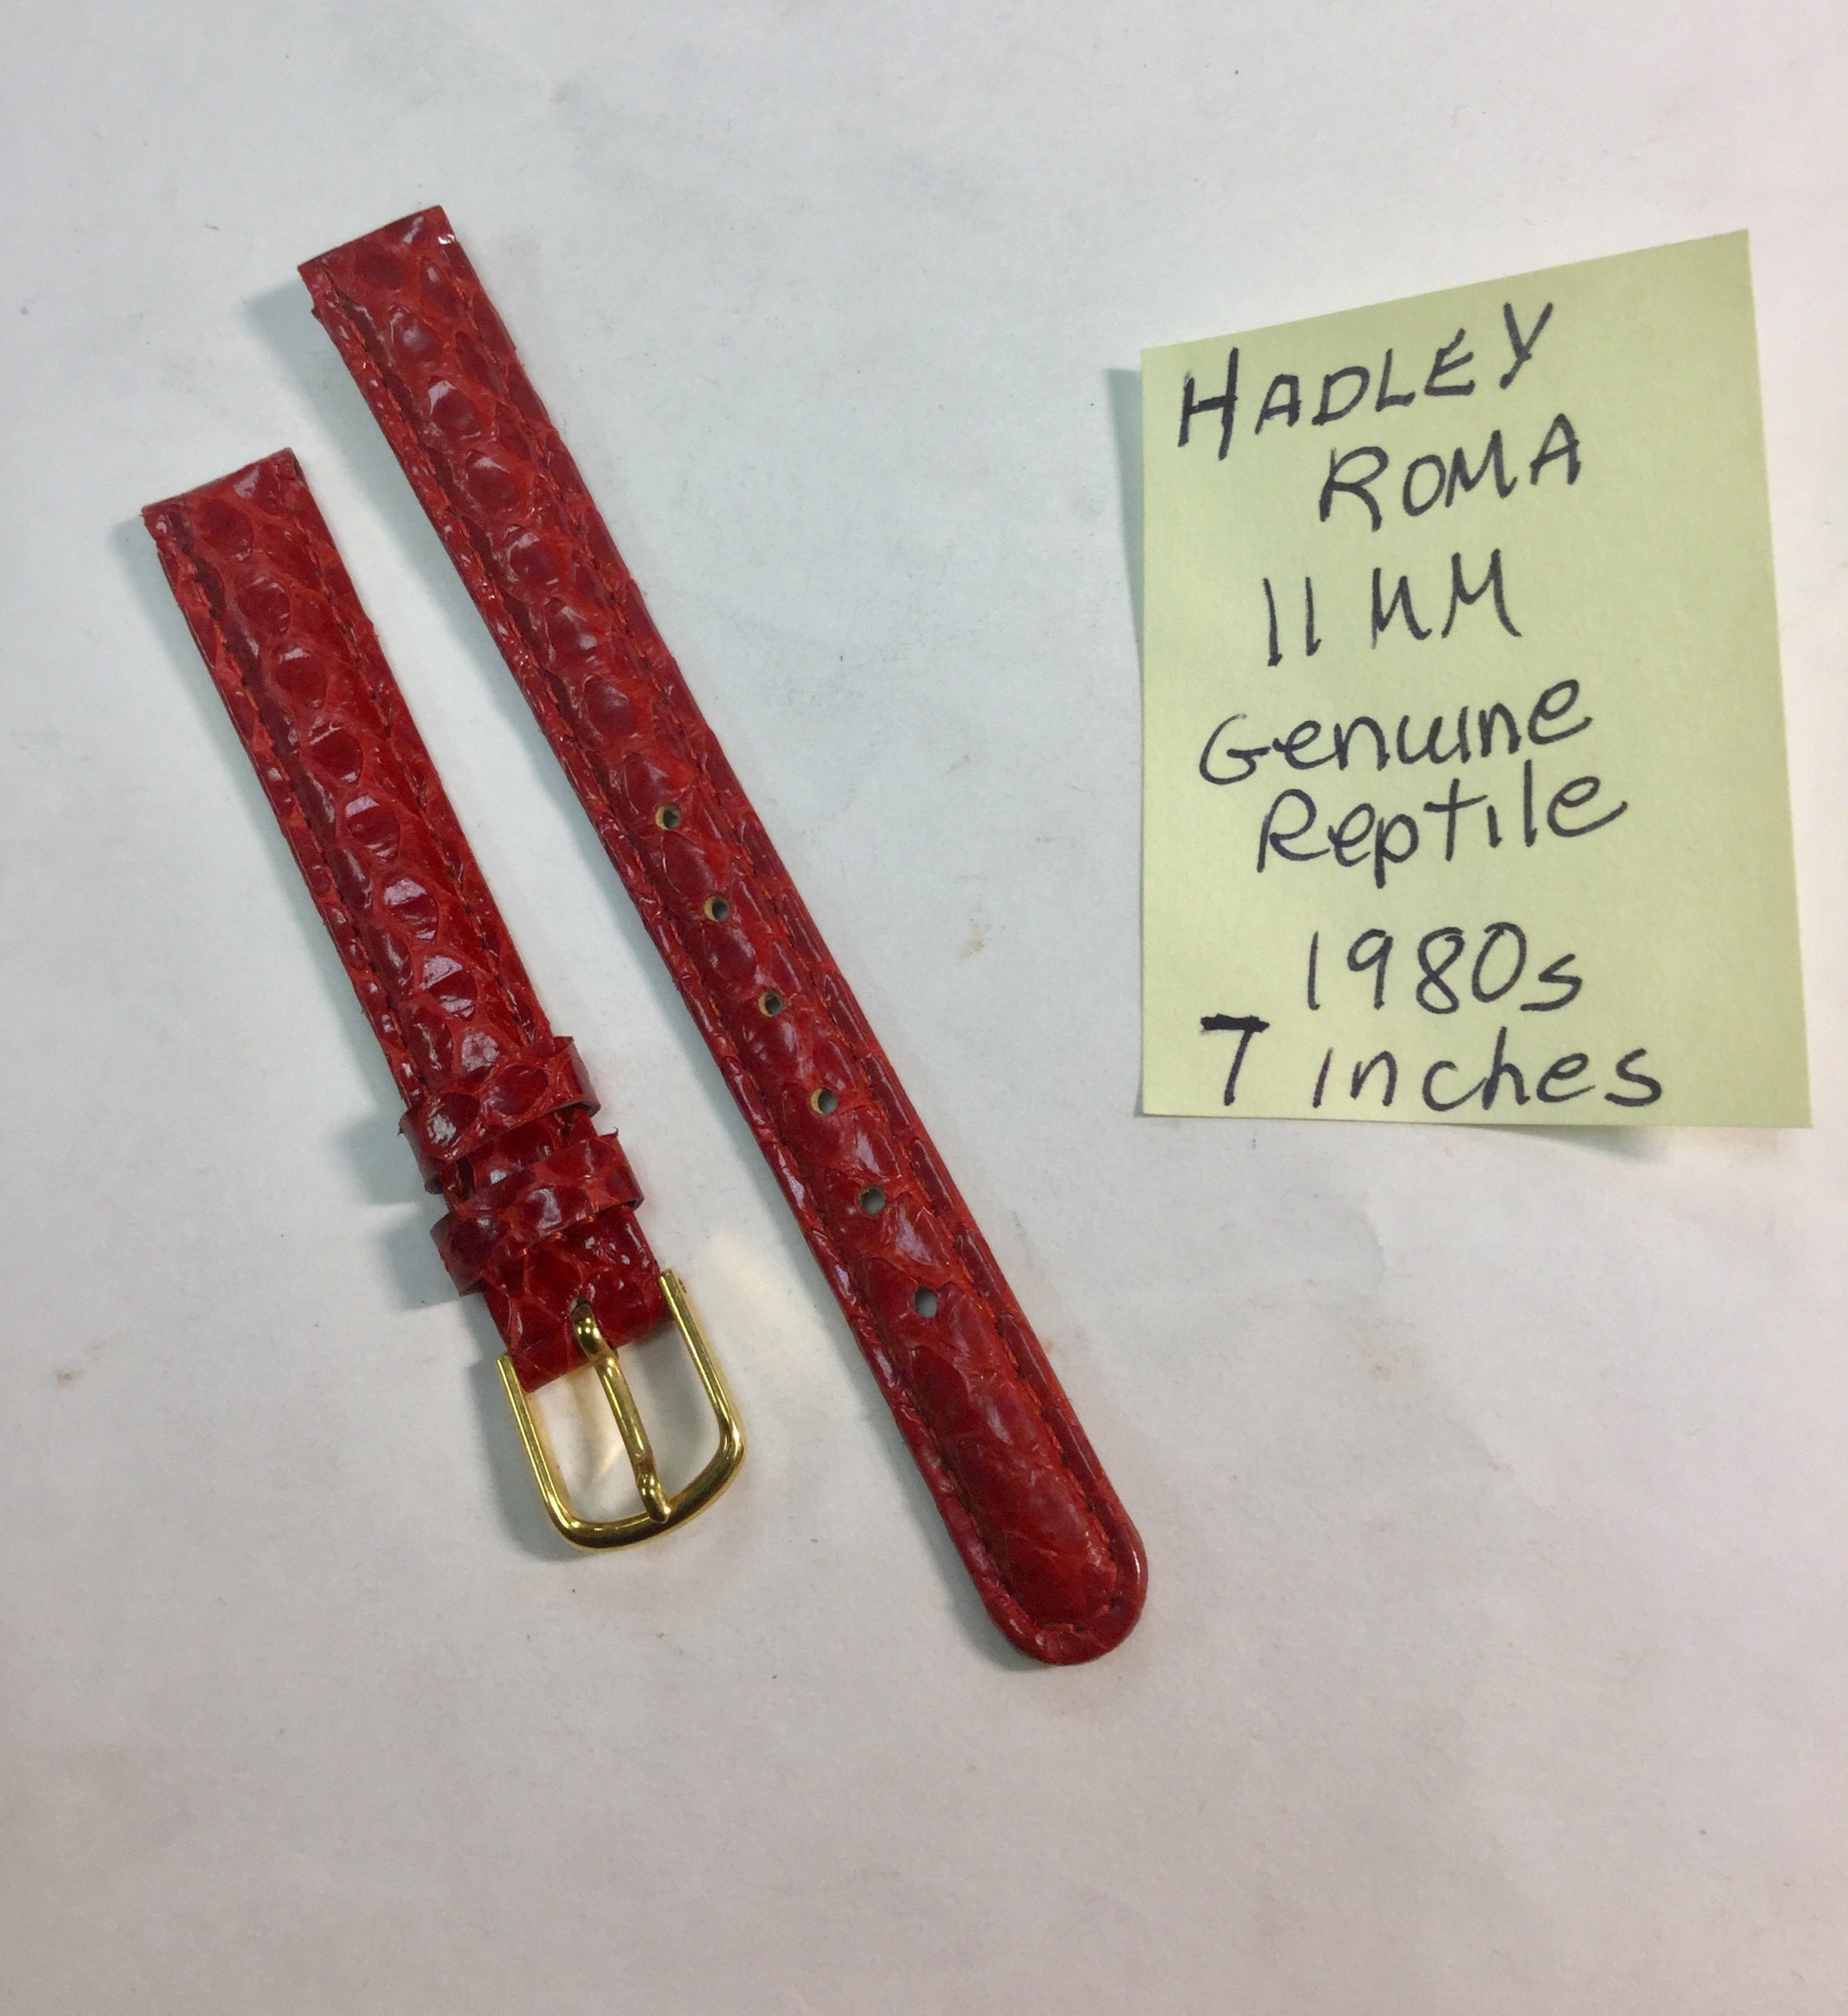 HADLEY
ROMA
11 MM
Genuine
Reptile
1980s
7 inches